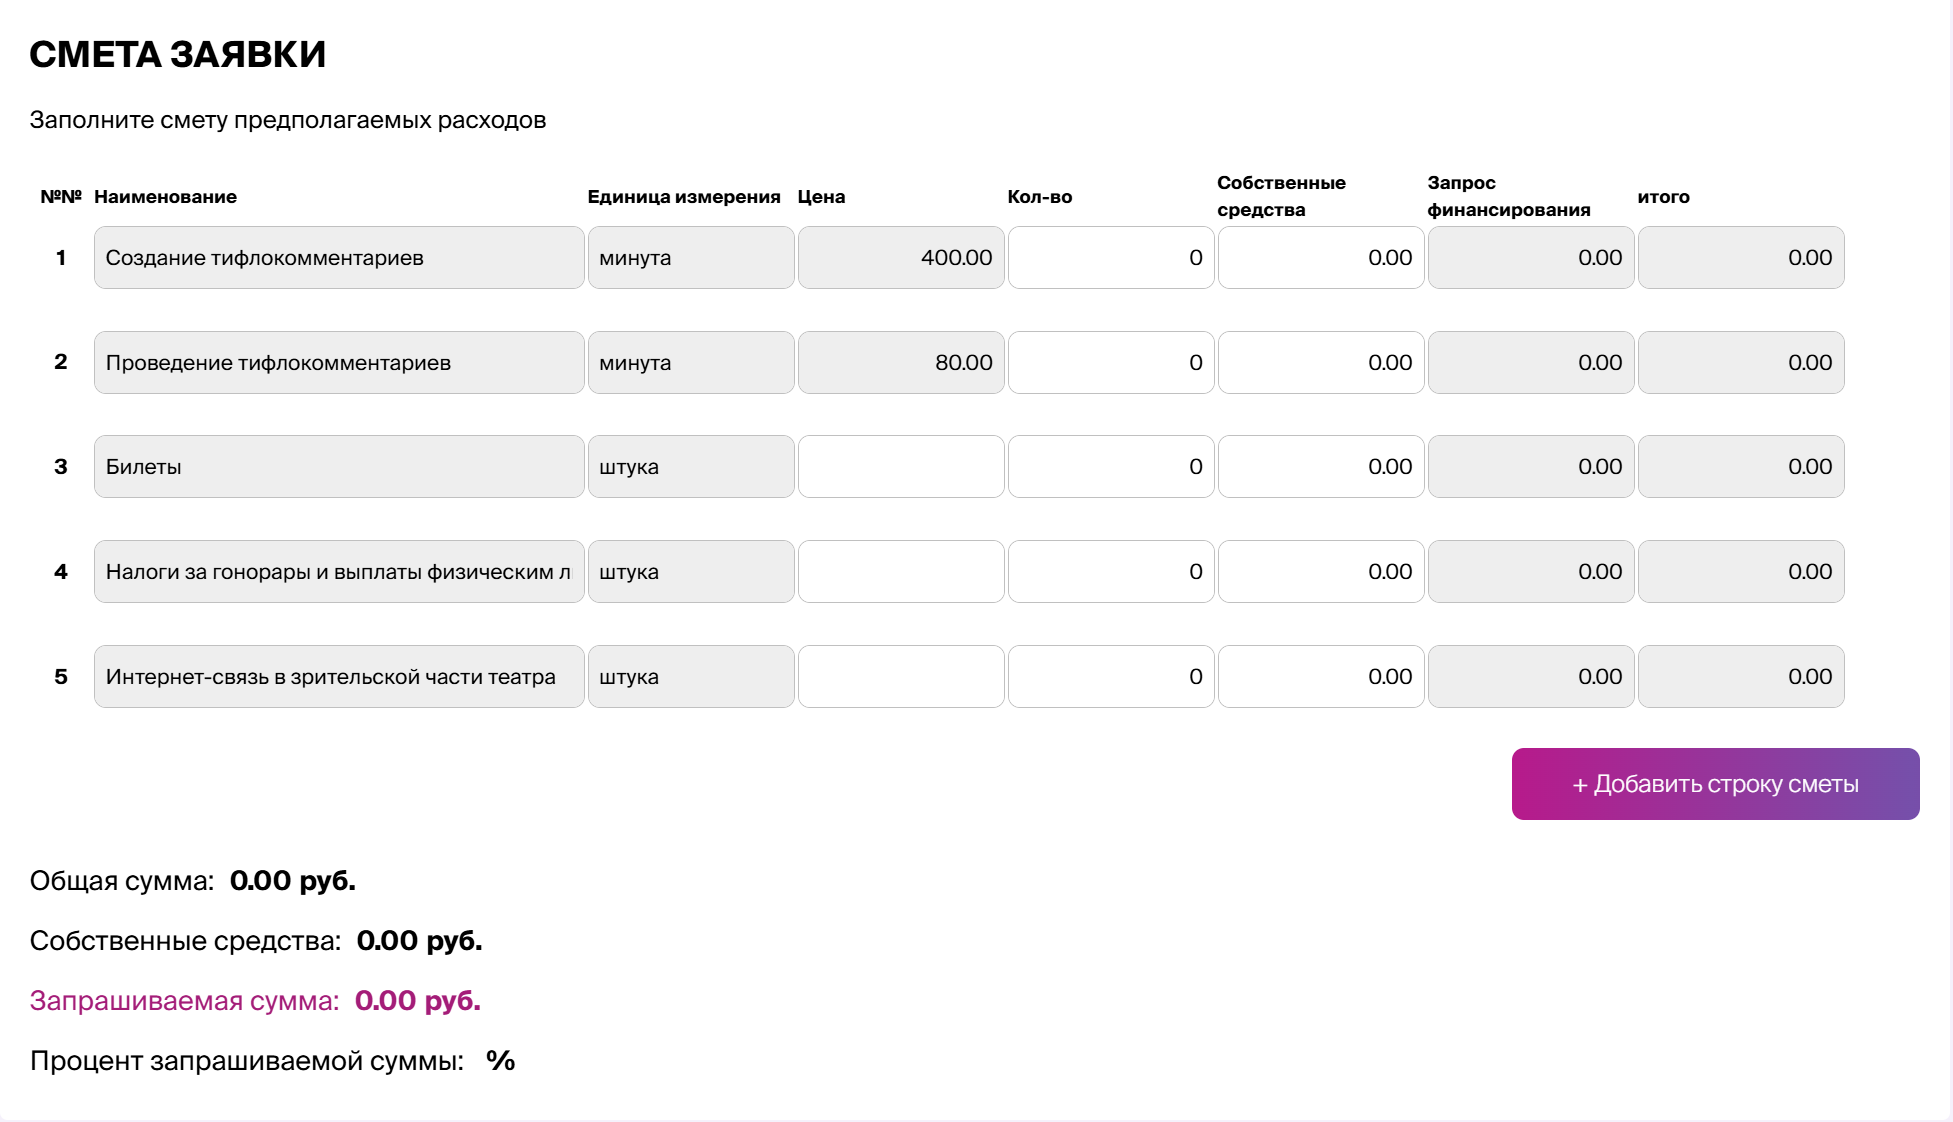 СМЕТА ЗАЯВКИ
Заполните смету предполагаемых расходов
№№ Наименование Единица измерения Цена Кол-во Собственные средства Запрос финансирования итого
1 Создание тифлокомментариев минута 400.00 0 0.00 0.00 0.00
2 Проведение тифлокомментариев минута 80.00 0 0.00 0.00 0.00
3 Билеты штука 0 0.00 0.00 0.00
4 Налоги за гонорары и выплаты физическим л штука 0 0.00 0.00 0.00
5 Интернет-связь в зрительской части театра штука 0 0.00 0.00 0.00
+ Добавить строку сметы
Общая сумма: 0.00 руб.
Собственные средства: 0.00 руб.
Запрашиваемая сумма: 0.00 руб.
Процент запрашиваемой суммы: %